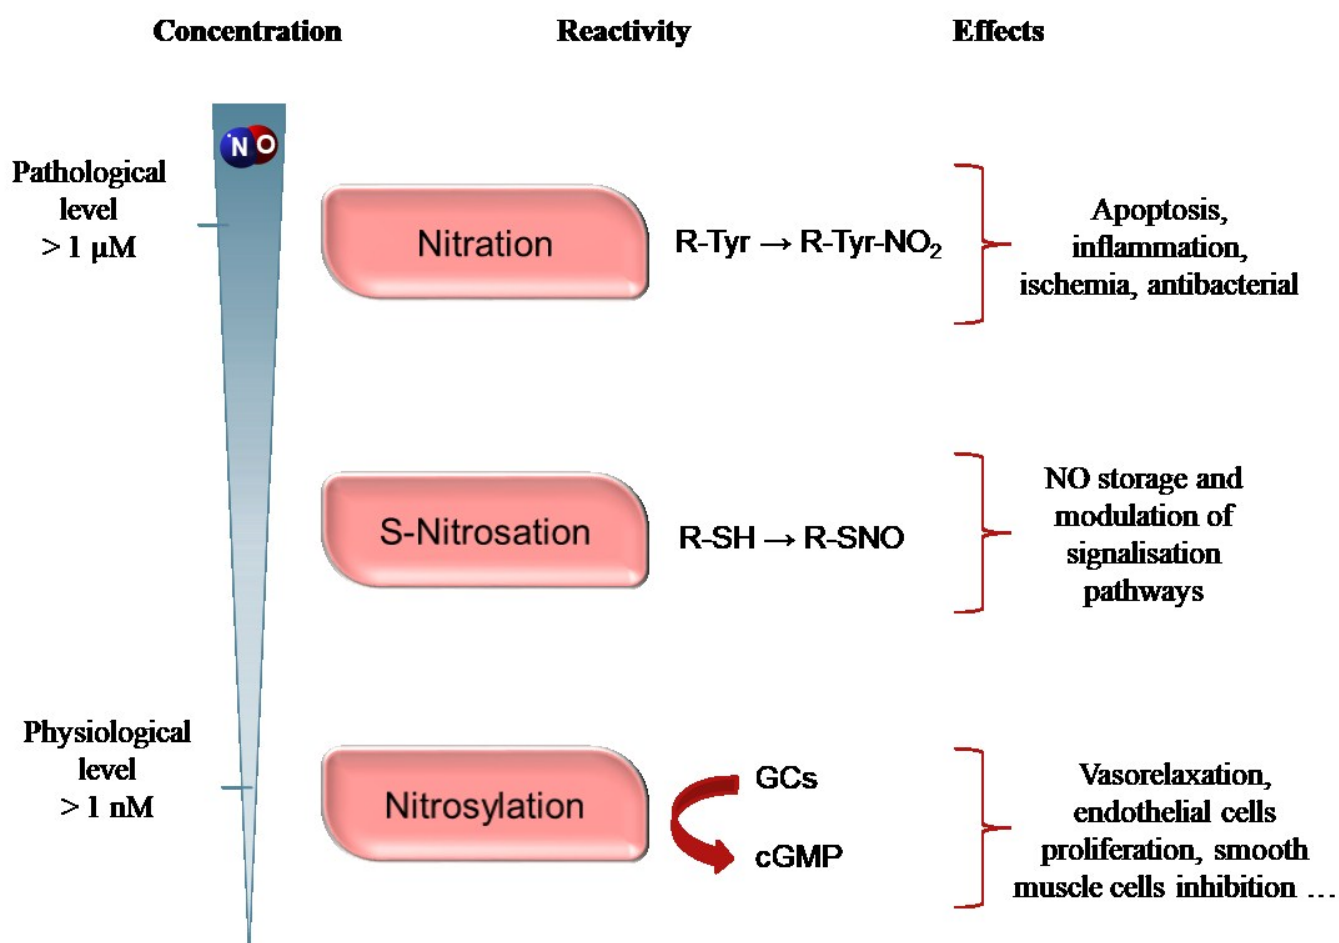 Concentration
Reactivity
Effects
•NO
Pathological
level
> 1 µM
Nitration
R-Tyr → R-Tyr-NO₂
Apoptosis,
inflammation,
ischemia, antibacterial
S-Nitrosation
R-SH → R-SNO
NO storage and
modulation of
signalisation
pathways
Physiological
level
> 1 nM
Nitrosylation
GCs
cGMP
Vasorelaxation,
endothelial cells
proliferation, smooth
muscle cells inhibition …